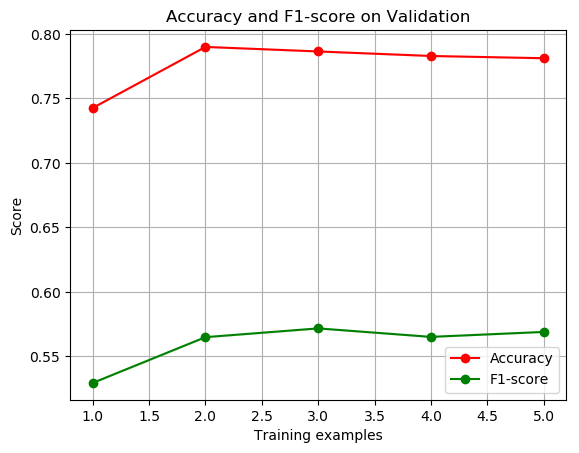 Accuracy and F1-score on Validation
0.80
0.75
0.70
0.65
0.60
0.55
Score
1.0 1.5 2.0 2.5 3.0 3.5 4.0 4.5 5.0
Training examples
Accuracy
F1-score